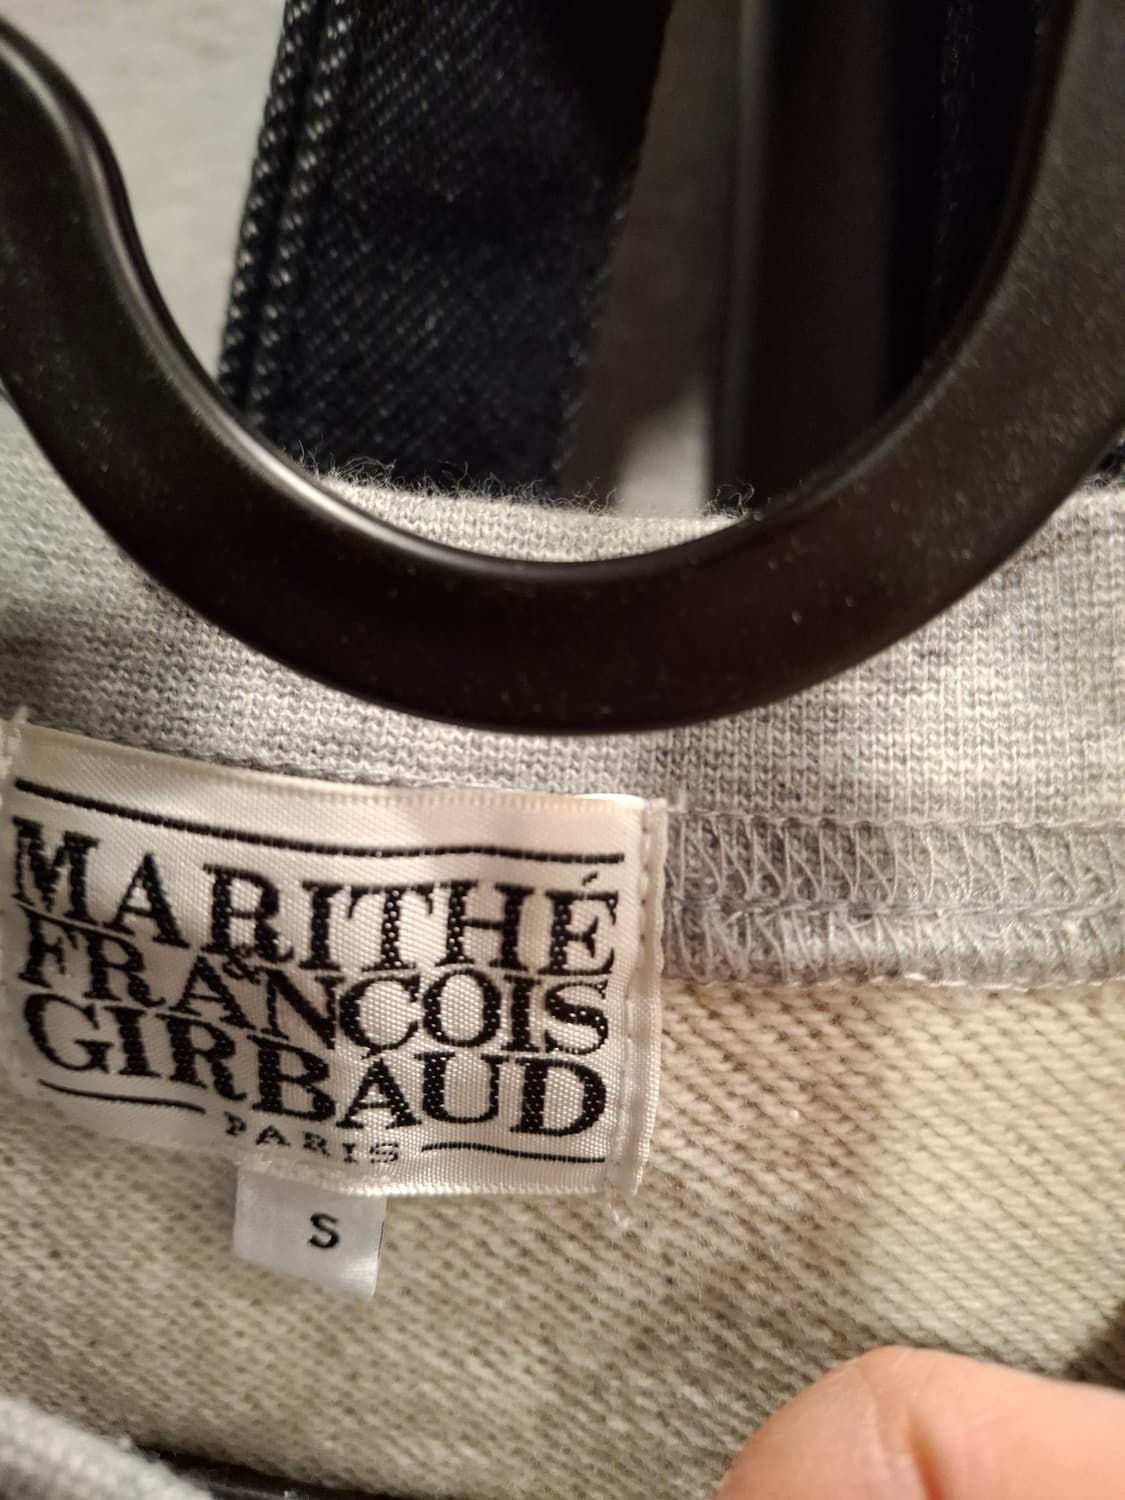 MARITHÉ
&
FRANÇOIS
GIRBAUD
PARIS
S